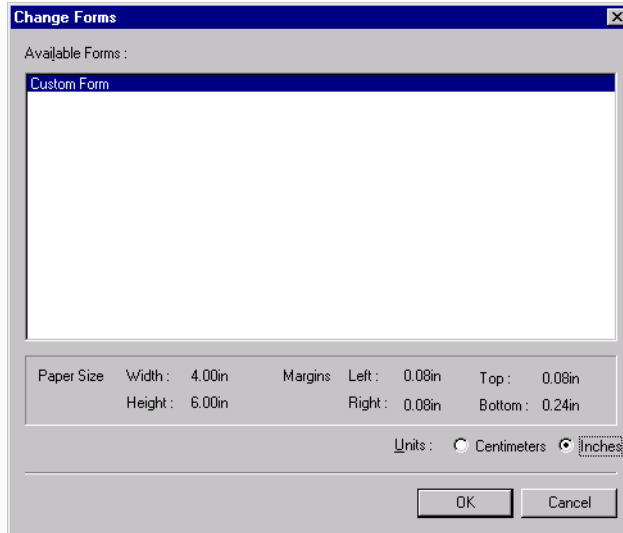 Change Forms
Available Forms :
Custom Form
Paper Size Width : 4.00in Margins Left : 0.08in Top : 0.08in
Height : 6.00in Right : 0.08in Bottom : 0.24in
Units : Centimeters Inches
OK Cancel